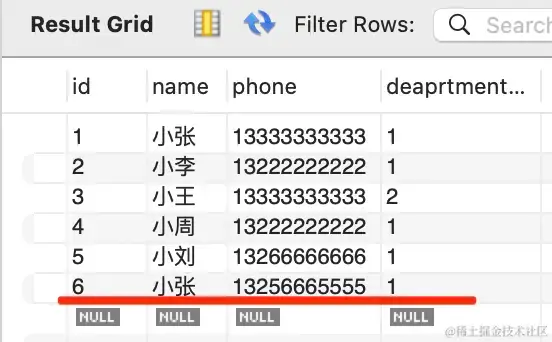 Result Grid Filter Rows: Search
id name phone deaprtment...
1 小张 13333333333 1
2 小李 13222222222 1
3 小王 13333333333 2
4 小周 13222222222 1
5 小刘 13266666666 1
6 小张 13256665555 1
NULL NULL NULL NULL
@稀土掘金技术社区